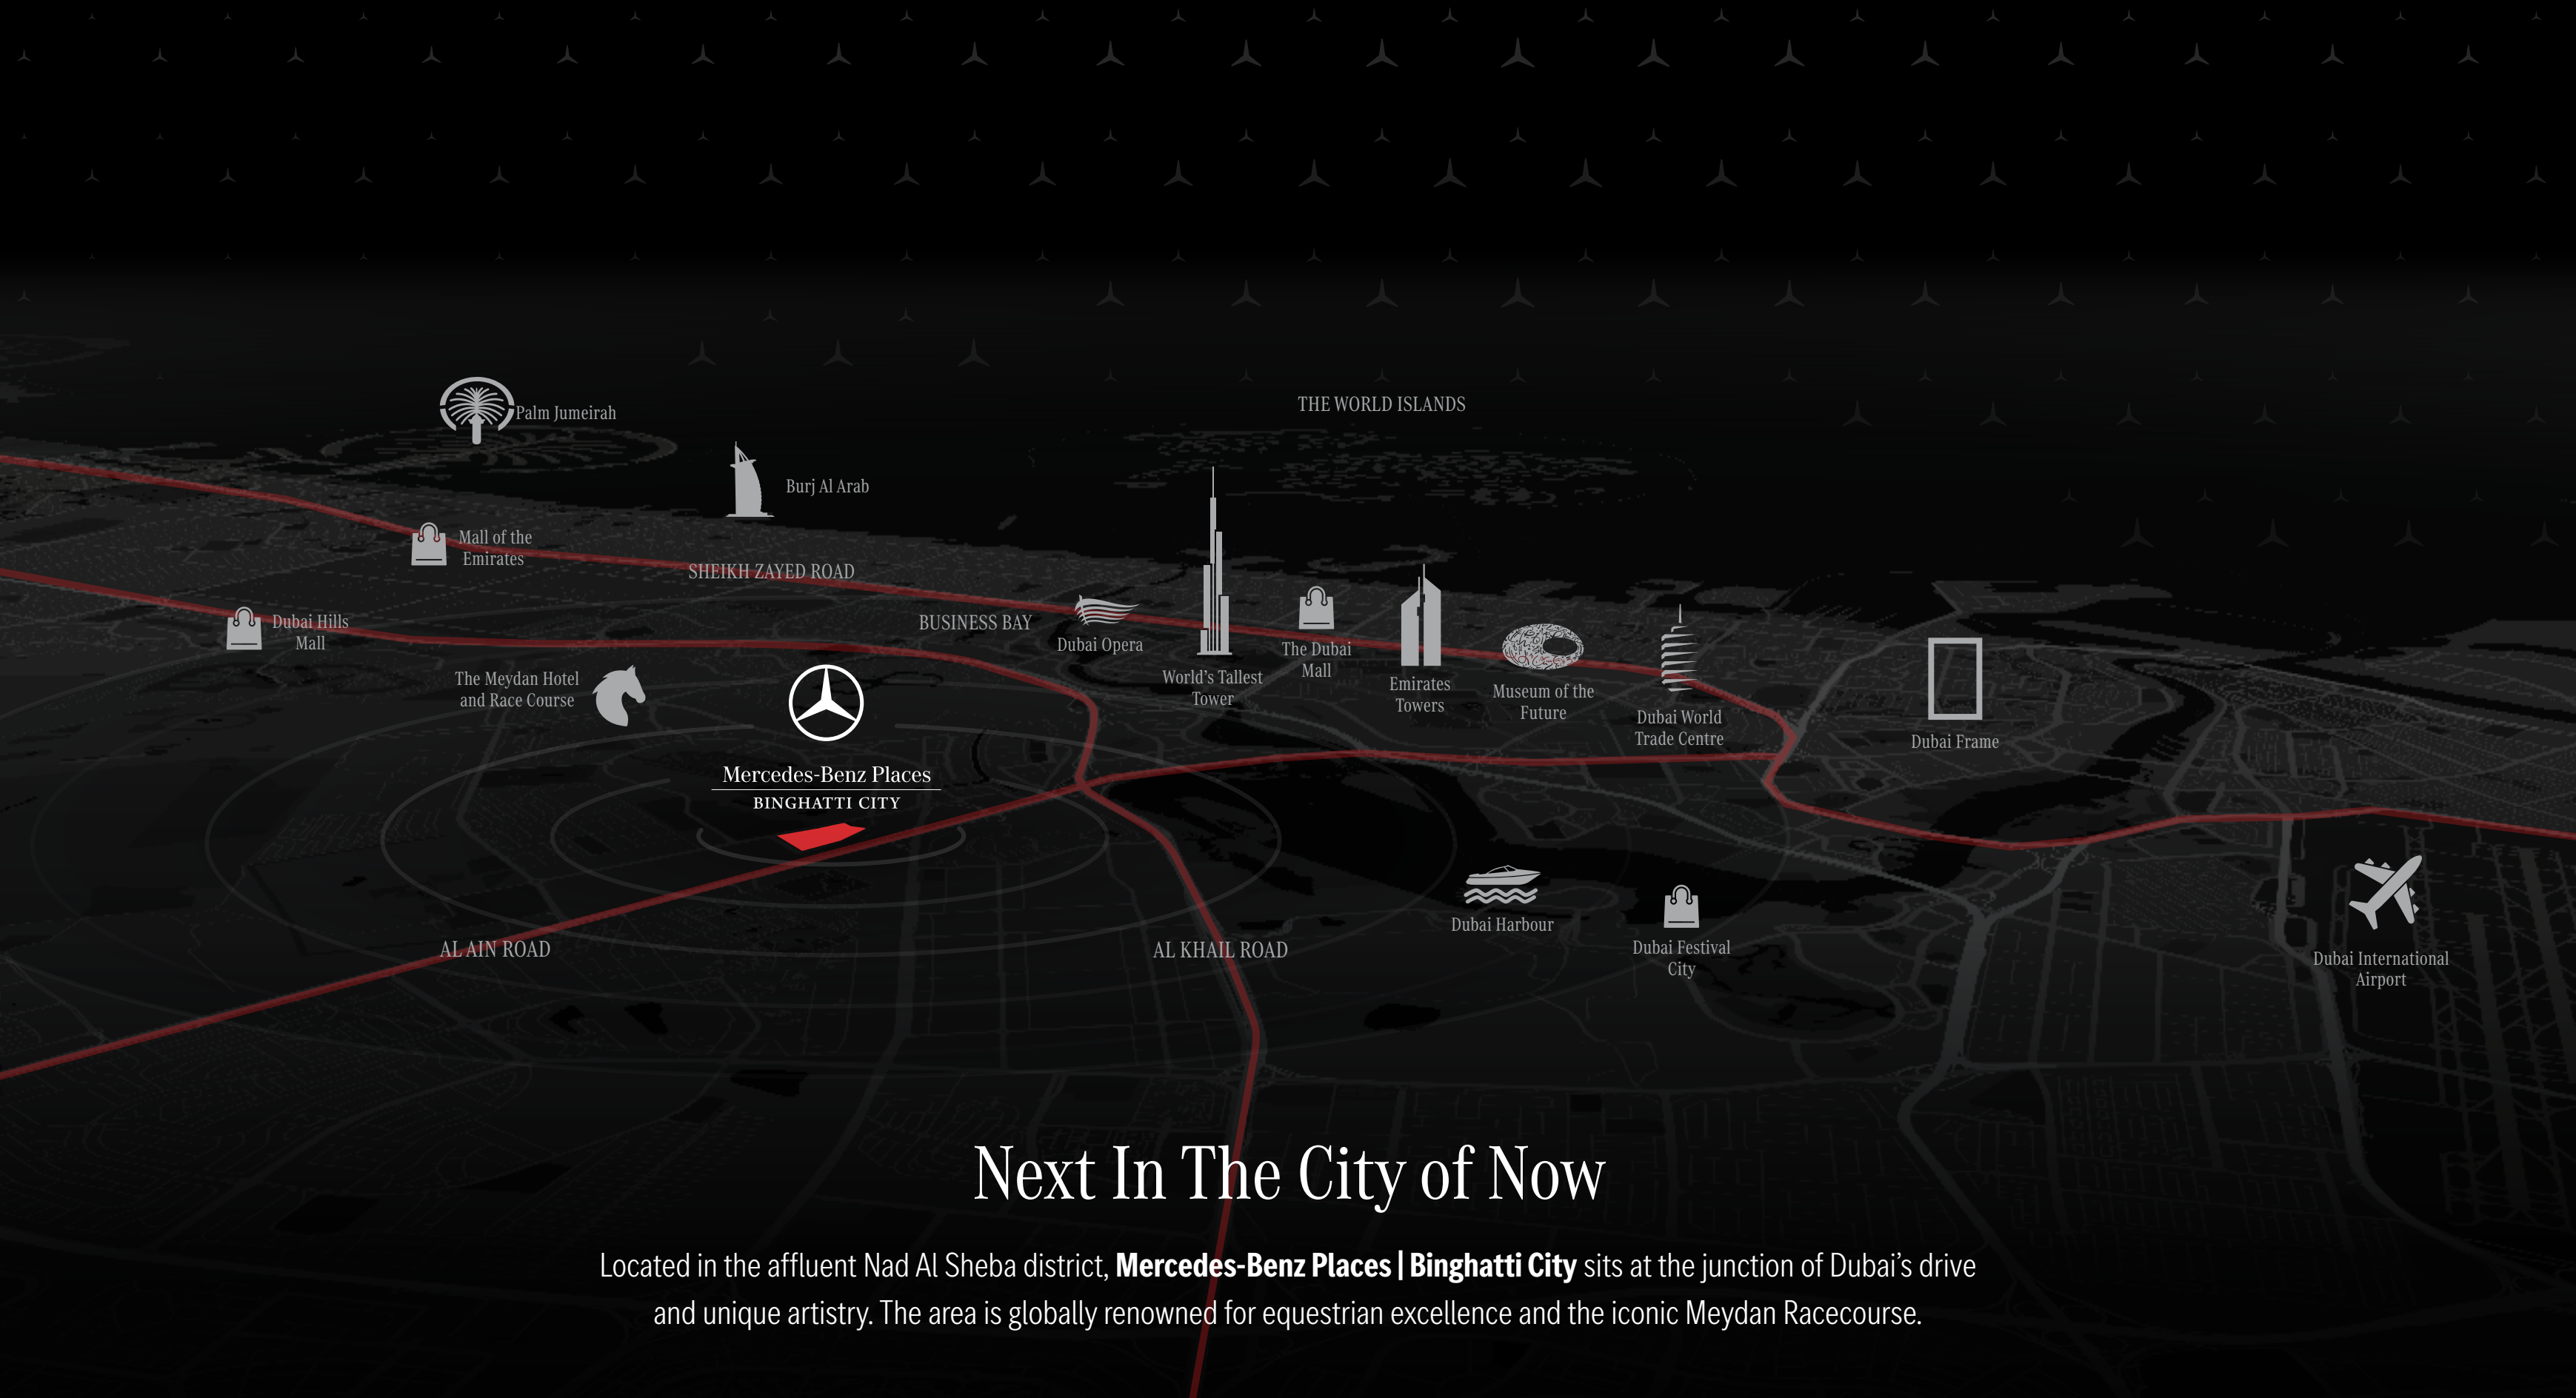 Palm Jumeirah
THE WORLD ISLANDS
Burj Al Arab
Mall of the
Emirates
SHEIKH ZAYED ROAD
Dubai Hills
Mall
BUSINESS BAY
Dubai Opera
The Dubai
Mall
World's Tallest
Tower
Emirates
Towers
Museum of the
Future
Dubai World
Trade Centre
Dubai Frame
The Meydan Hotel
and Race Course
Mercedes-Benz Places
BINGHATTI CITY
Dubai Harbour
Dubai Festival
City
Dubai International
Airport
AL AIN ROAD
AL KHAIL ROAD
Next In The City of Now
Located in the affluent Nad Al Sheba district, Mercedes-Benz Places | Binghatti City sits at the junction of Dubai’s drive
and unique artistry. The area is globally renowned for equestrian excellence and the iconic Meydan Racecourse.